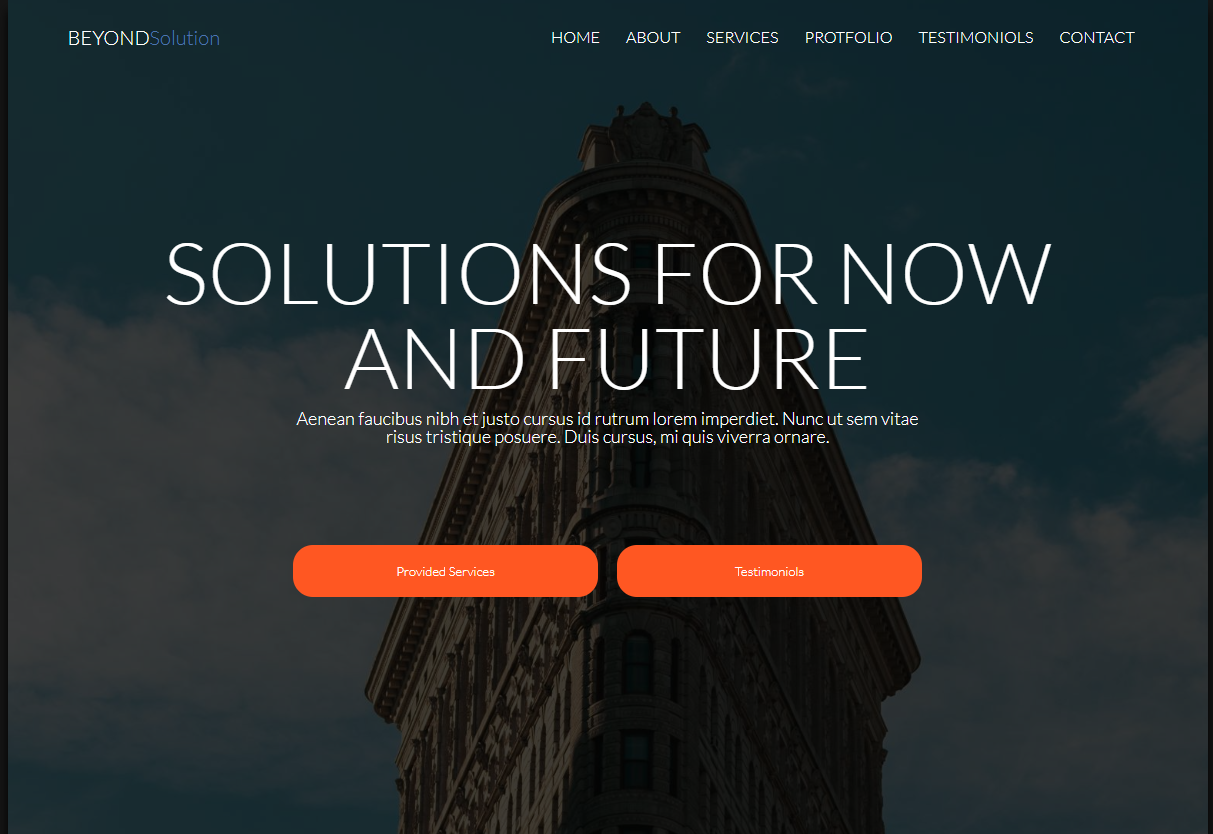 BEYONDSolution
HOME ABOUT SERVICES PROTFOLIO TESTIMONIOLS CONTACT
SOLUTIONS FOR NOW
AND FUTURE
Aenean faucibus nibh et justo cursus id rutrum lorem imperdiet. Nunc ut sem vitae
risus tristique posuere. Duis cursus, mi quis viverra ornare.
Provided Services
Testimoniols